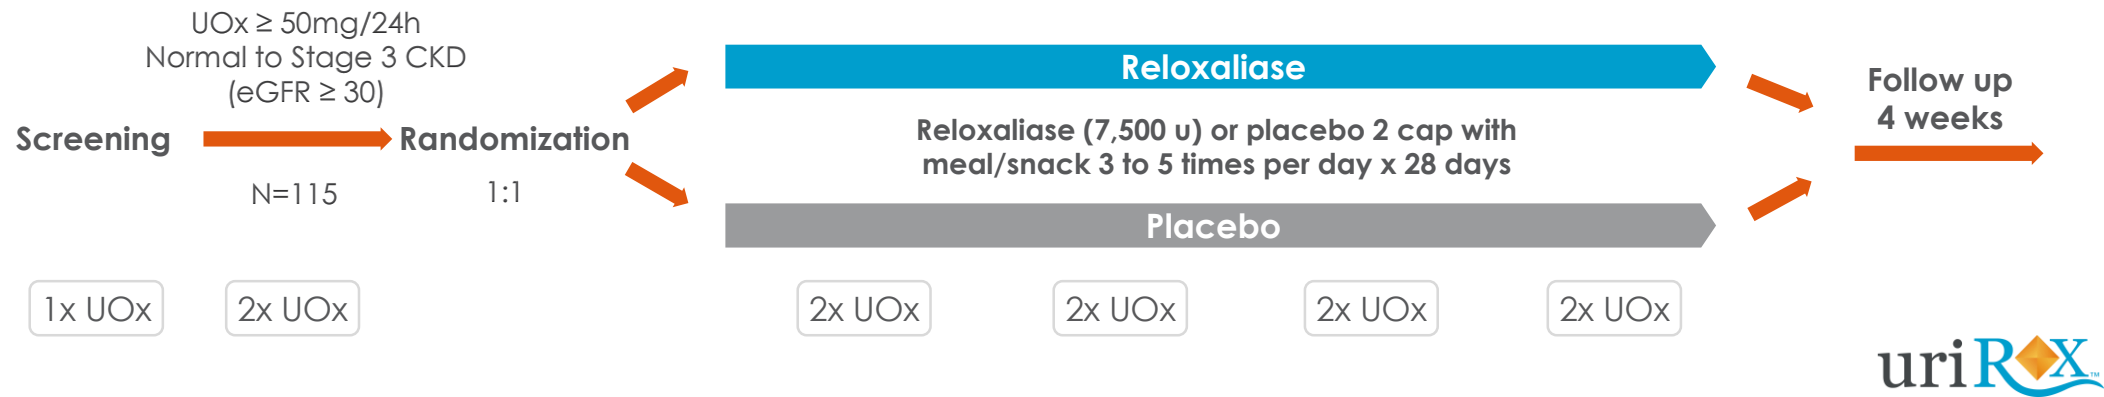 UOx ≥ 50mg/24h
Normal to Stage 3 CKD
(eGFR ≥ 30)
Screening
Randomization
N=115
1:1
Reloxaliase
Reloxaliase (7,500 u) or placebo 2 cap with
meal/snack 3 to 5 times per day x 28 days
Placebo
Follow up
4 weeks
1x UOx
2x UOx
2x UOx
2x UOx
2x UOx
2x UOx
uriROX™